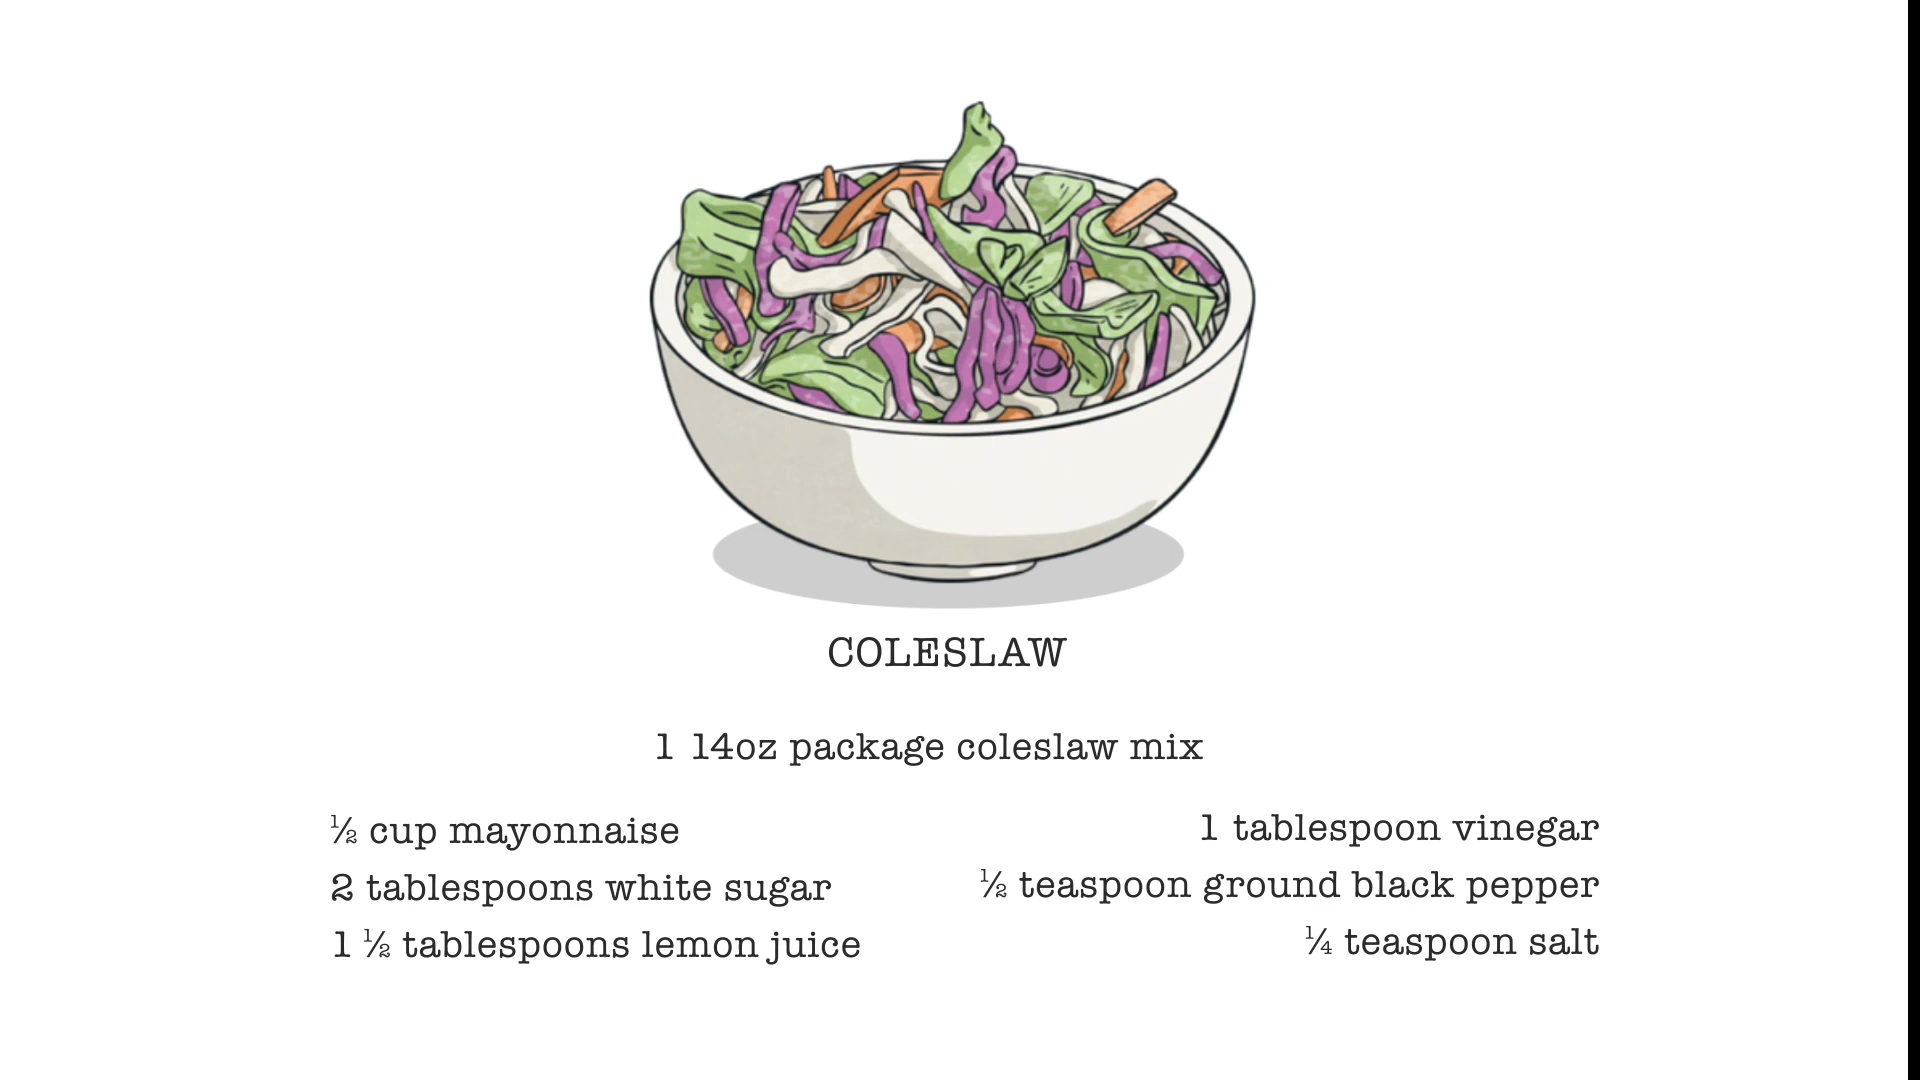 COLESLAW
1 14oz package coleslaw mix
½ cup mayonnaise
2 tablespoons white sugar
1 ½ tablespoons lemon juice
1 tablespoon vinegar
½ teaspoon ground black pepper
¼ teaspoon salt